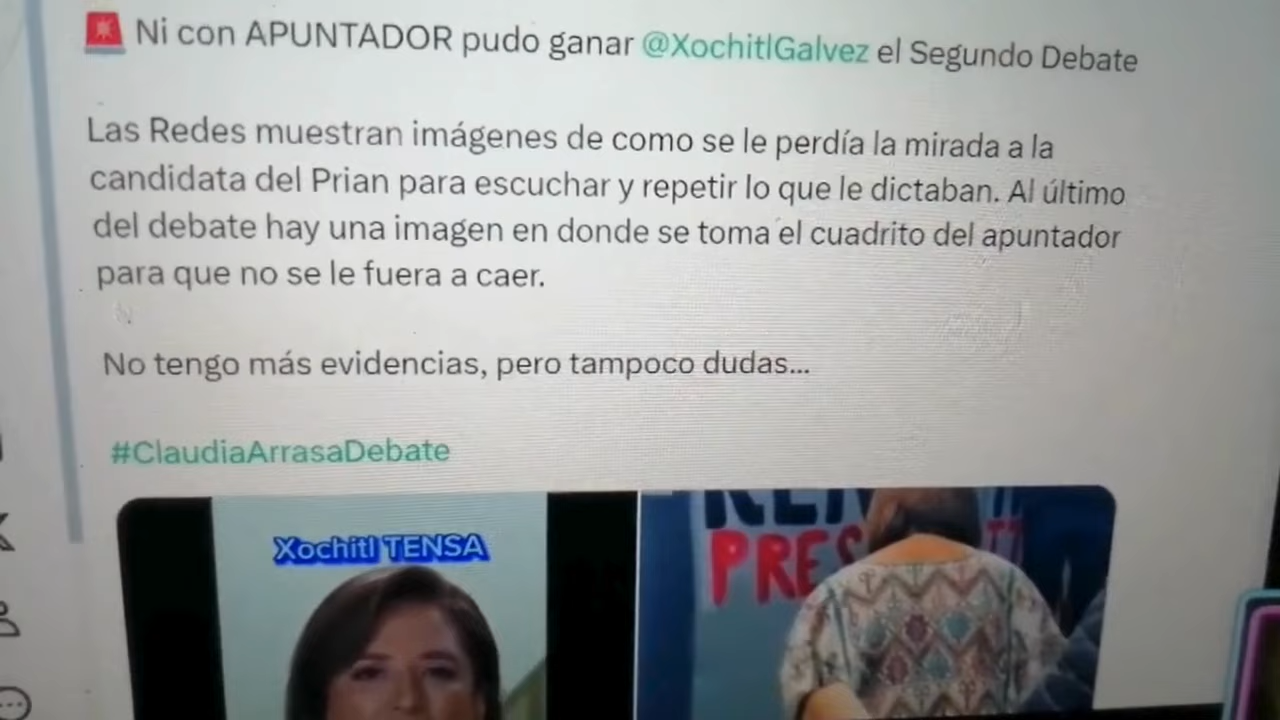 🚨 Ni con APUNTADOR pudo ganar @XochitlGalvez el Segundo Debate
Las Redes muestran imágenes de como se le perdía la mirada a la
candidata del Prian para escuchar y repetir lo que le dictaban. Al último
del debate hay una imagen en donde se toma el cuadrito del apuntador
para que no se le fuera a caer.
No tengo más evidencias, pero tampoco dudas...
#ClaudiaArrasaDebate
Xochitl TENSA